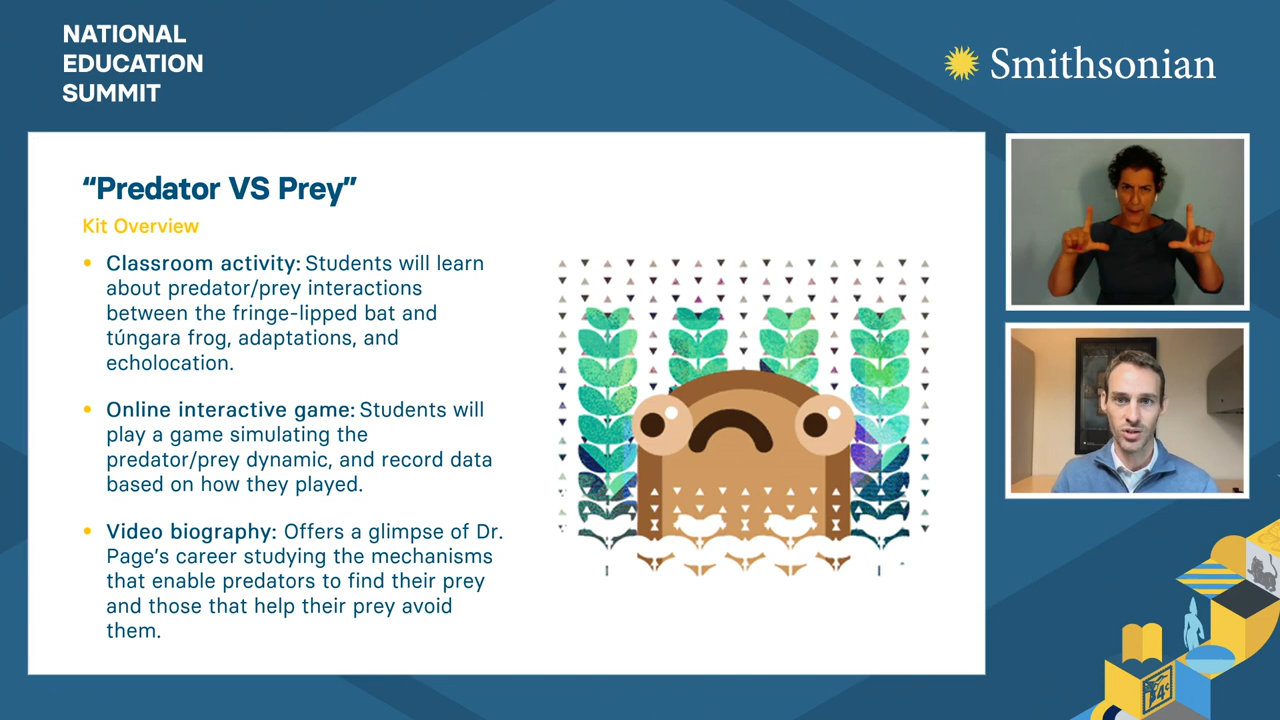 NATIONAL
EDUCATION
SUMMIT
Smithsonian
“Predator VS Prey”
Kit Overview
• Classroom activity: Students will learn
about predator/prey interactions
between the fringe-lipped bat and
túngara frog, adaptations, and
echolocation.
• Online interactive game: Students will
play a game simulating the
predator/prey dynamic, and record data
based on how they played.
• Video biography: Offers a glimpse of Dr.
Page’s career studying the mechanisms
that enable predators to find their prey
and those that help their prey avoid
them.
4¢